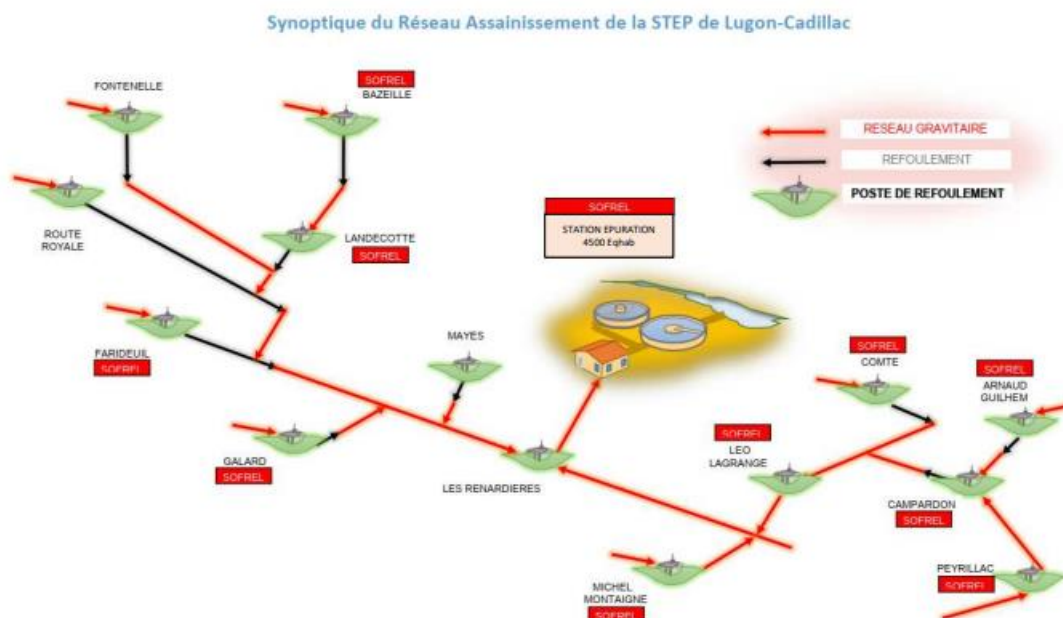 Synoptique du Réseau Assainissement de la STEP de Lugon-Cadillac
FONTENELLE
SOFREL
BAZEILLE
RESEAU GRAVITAIRE
REFOULEMENT
POSTE DE REFOULEMENT
ROUTE
ROYALE
LANDECOTTE
SOFREL
SOFREL
STATION EPURATION
4500 Eqhab
FARIDEUIL
SOFREL
MAYES
SOFREL
COMTE
SOFREL
ARNAUD
GUILHEM
GALARD
SOFREL
LES RENARDIERES
SOFREL
LEO
LAGRANGE
CAMPARDON
SOFREL
MICHEL
MONTAIGNE
SOFREL
PEYRILLAC
SOFREL